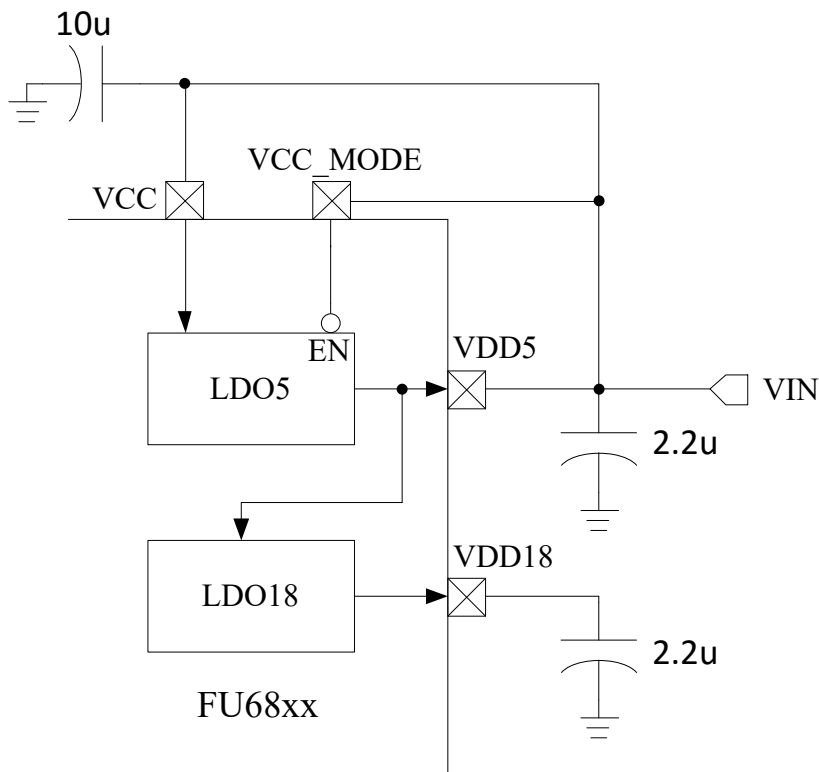 10u
VCC_MODE
VCC
EN
VDD5
LDO5
VIN
2.2u
VDD18
LDO18
2.2u
FU68xx